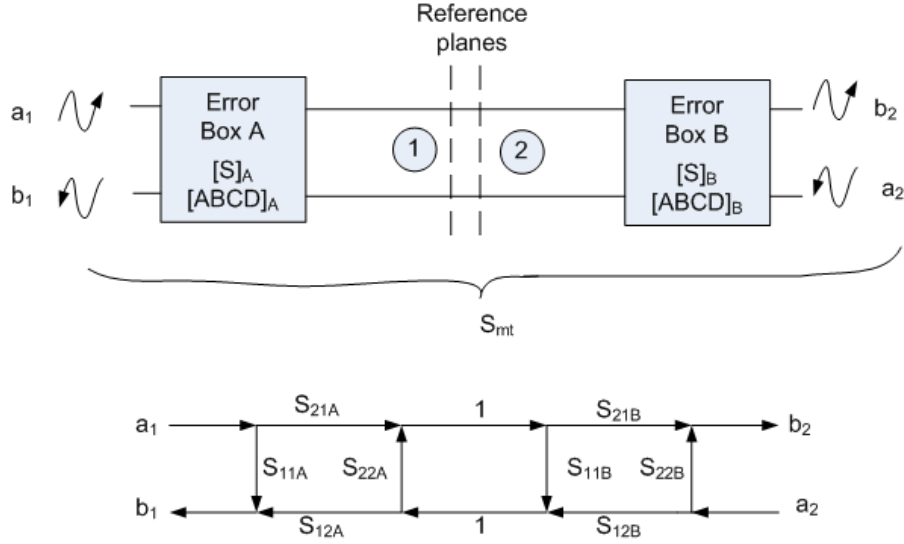 Reference
planes
a₁
Error
Box A
[S]A
[ABCD]A
1
2
Error
Box B
[S]B
[ABCD]B
b₂
b₁
a₂
Smt
a₁
S21A
1
S21B
b₂
S11A
S22A
S11B
S22B
b₁
S12A
1
S12B
a₂